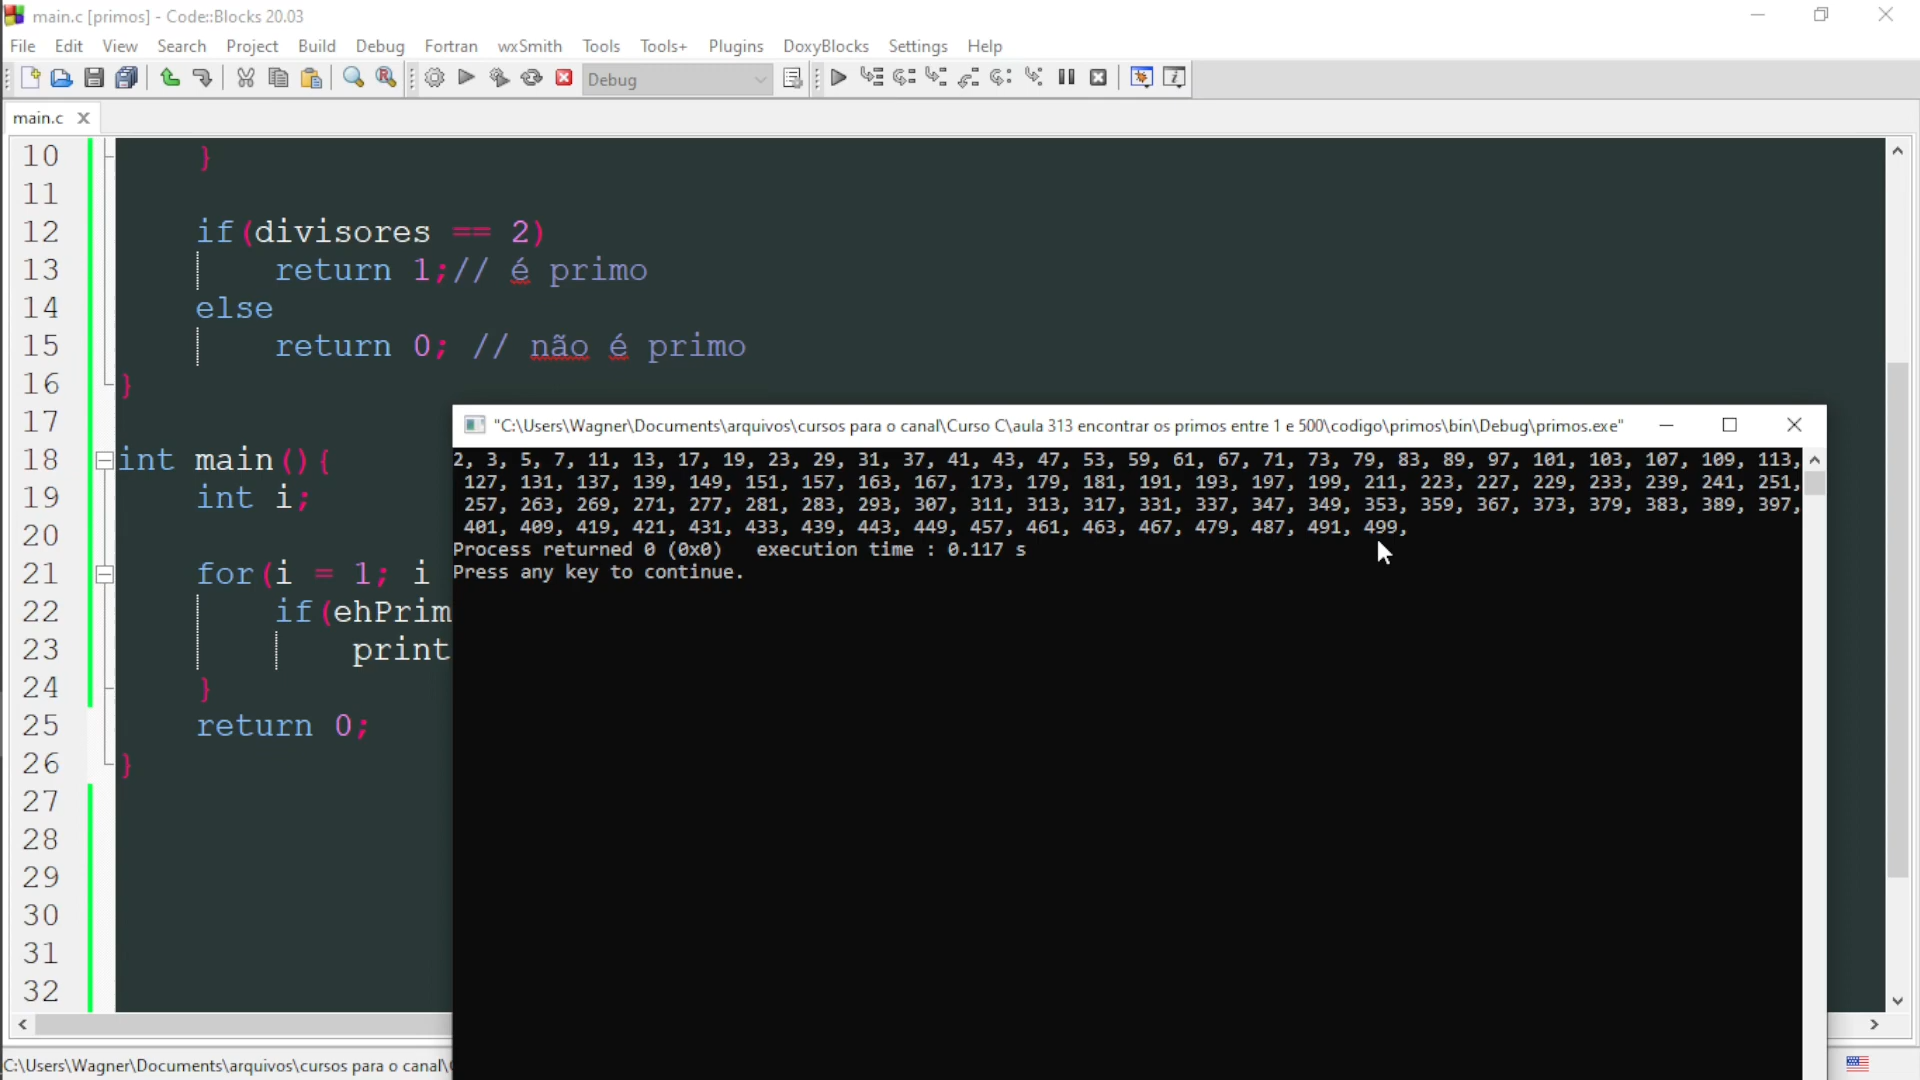 main.c [primos] - Code::Blocks 20.03
File Edit View Search Project Build Debug Fortran wxSmith Tools Tools+ Plugins DoxyBlocks Settings Help
Debug
main.c
10 }
11
12 if(divisores == 2)
13 return 1;// é primo
14 else
15 return 0; // não é primo
16 }
17
18 int main(){
19 int i;
20
21 for(i = 1; i
22 if(ehPrim
23 print
24 }
25 return 0;
26 }
27
28
29
30
31
32
"C:\Users\Wagner\Documents\arquivos\cursos para o canal\Curso C\aula 313 encontrar os primos entre 1 e 500\codigo\primos\bin\Debug\primos.exe"
2, 3, 5, 7, 11, 13, 17, 19, 23, 29, 31, 37, 41, 43, 47, 53, 59, 61, 67, 71, 73, 79, 83, 89, 97, 101, 103, 107, 109, 113,
127, 131, 137, 139, 149, 151, 157, 163, 167, 173, 179, 181, 191, 193, 197, 199, 211, 223, 227, 229, 233, 239, 241, 251,
257, 263, 269, 271, 277, 281, 283, 293, 307, 311, 313, 317, 331, 337, 347, 349, 353, 359, 367, 373, 379, 383, 389, 397,
401, 409, 419, 421, 431, 433, 439, 443, 449, 457, 461, 463, 467, 479, 487, 491, 499,
Process returned 0 (0x0) execution time : 0.117 s
Press any key to continue.
C:\Users\Wagner\Documents\arquivos\cursos para o canal\